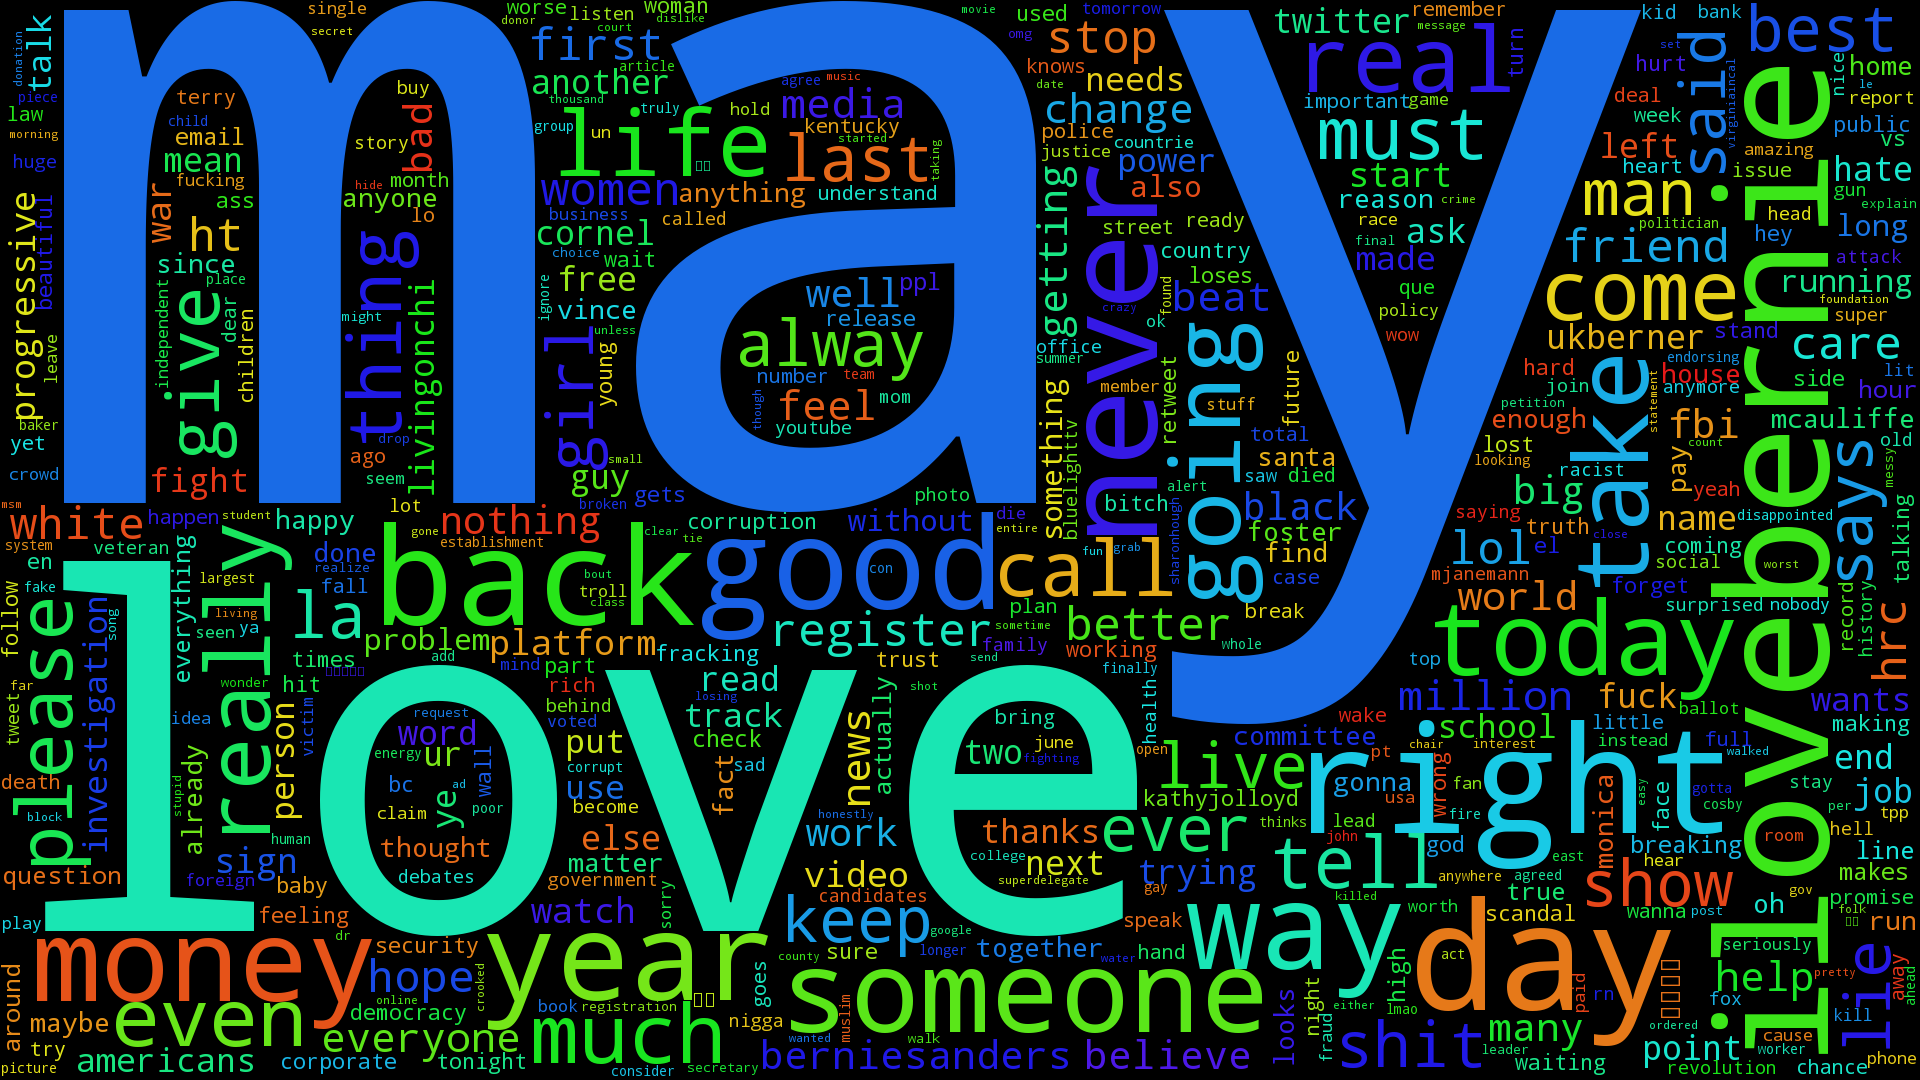 may
love
ilovebernie
back
good
right
day
someone
money
year
way
today
never
going
take
come
real
life
last
must
man
said
best
really
please
give
thing
girl
much
even
keep
tell
show
ever
live
call
la
alway
women
media
another
first
stop
needs
change
twitter
remember
kid
bank
talk
law
huge
morning
piece
donation
progressive
beautiful
leave
baker
yet
crowd
white
msm
system
en
fake
follow
tweet
far
death
block
question
play
around
maybe
try
picture
americans
corporate
tonight
everyone
democracy
online
hope
security
feeling
baby
foreign
sign
human
already
stupid
idea
person
victim
investigation
song
everything
veteran
happen
student
happy
largest
living
seen
ya
wonder
times
hit
fall
realize
done
problem
platform
establishment
nothing
gone
lot
seem
ago
drop
livingonchi
might
lo
month
anyone
hide
bad
story
buy
single
secret
terry
child
email
mean
fucking
ass
war
ht
since
place
dear
independent
children
fight
worse
donor
listen
court
woman
dislike
article
thousand
truly
group
un
agree
music
hold
kentucky
started
taking
understand
anything
called
business
cornel
choice
wait
free
vince
ignore
unless
young
guy
small
broken
gets
photo
well
ppl
release
number
team
though
feel
mom
youtube
movie
omg
used
tomorrow
knows
date
police
countrie
justice
power
also
getting
street
ready
country
loses
beat
crazy
found
ok
office
summer
member
something
bluelighttv
retweet
stuff
future
total
santa
saw
died
bitch
alert
black
foster
find
case
break
sharonhough
important
game
message
turn
start
reason
race
crime
ask
final
made
que
policy
wow
hurt
deal
week
left
heart
virginiaincal
nice
home
le
report
public
vs
amazing
issue
hate
gun
explain
head
hey
long
politician
friend
attack
running
foundation
super
ukberner
stand
care
endorsing
lit
hard
house
join
anymore
side
hour
petition
enough
statement
fbi
mcauliffe
lost
looking
count
old
racist
pay
big
yeah
messy
says
saying
truth
name
disappointed
lol
el
close
coming
social
worst
talking
mjanemann
forget
world
surprised
nobody
record
history
hrc
top
million
fuck
ballot
wants
wake
school
little
making
committee
instead
full
walked
chair
interest
pt
gonna
wrong
fan
usa
easy
gotta
stay
end
job
cosby
per
tpp
monica
face
fire
lead
john
god
breaking
room
hell
line
hear
makes
east
agreed
anywhere
true
gov
promise
killed
worth
scandal
wanna
post
oh
folk
run
seriously
act
help
pretty
away
ahead
lie
high
paid
rn
fox
kill
either
lmao
ordered
cause
shit
many
leader
waiting
point
worker
revolution
chance
phone
corruption
without
die
entire
clear
tie
bout
troll
class
con
fun
grab
register
plan
better
sometime
family
working
whole
finally
fracking
trust
send
add
mind
part
rich
behind
voted
read
losing
shot
track
check
request
word
energy
ur
wall
bc
ad
claim
ye
poor
thought
debates
put
corrupt
use
become
else
matter
government
fact
sad
news
actually
honestly
work
video
candidates
bring
two
june
fighting
health
open
kathyjolloyd
thinks
thanks
college
next
superdelegate
trying
gay
speak
sorry
watch
dr
crooked
goes
sure
google
longer
together
hand
county
water
book
registration
nigga
muslim
wanted
walk
consider
secretary
berniesanders
believe
looks
night
fraud
set